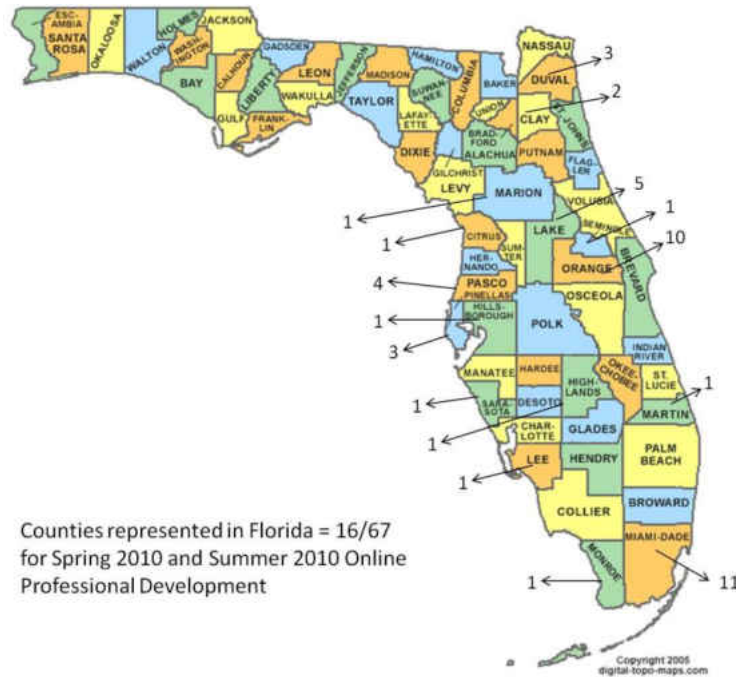 ESC-
AMBIA
SANTA
ROSA
OKALOOSA
WALTON
HOLMES
WASH-
INGTON
BAY
JACKSON
CALHOUN
GULF
LIBERTY
GADSDEN
FRANK-
LIN
LEON
WAKULLA
JEFFERSON
MADISON
TAYLOR
HAMILTON
SUWAN-
NEE
LAFAY-
ETTE
DIXIE
COLUMBIA
BAKER
UNION
BRAD-
FORD
ALACHUA
GILCHRIST
LEVY
NASSAU
DUVAL
3
2
CLAY
ST. JOHNS
PUTNAM
FLAG-
LER
MARION
1
VOLUSIA
5
LAKE
SEMINOLE
1
CITRUS
1
SUM-
TER
HER-
NANDO
ORANGE
10
BREVARD
PASCO
4
PINELLAS
OSCEOLA
HILLS-
BOROUGH
1
POLK
3
INDIAN
RIVER
MANATEE
HARDEE
HIGH-
LANDS
OKEE-
CHOBEE
ST.
LUCIE
1
SARA-
SOTA
1
DESOTO
MARTIN
1
CHAR-
LOTTE
GLADES
LEE
1
HENDRY
PALM
BEACH
COLLIER
BROWARD
MIAMI-DADE
MONROE
1
11
Counties represented in Florida = 16/67
for Spring 2010 and Summer 2010 Online
Professional Development
Copyright 2005
digital-topo-maps.com